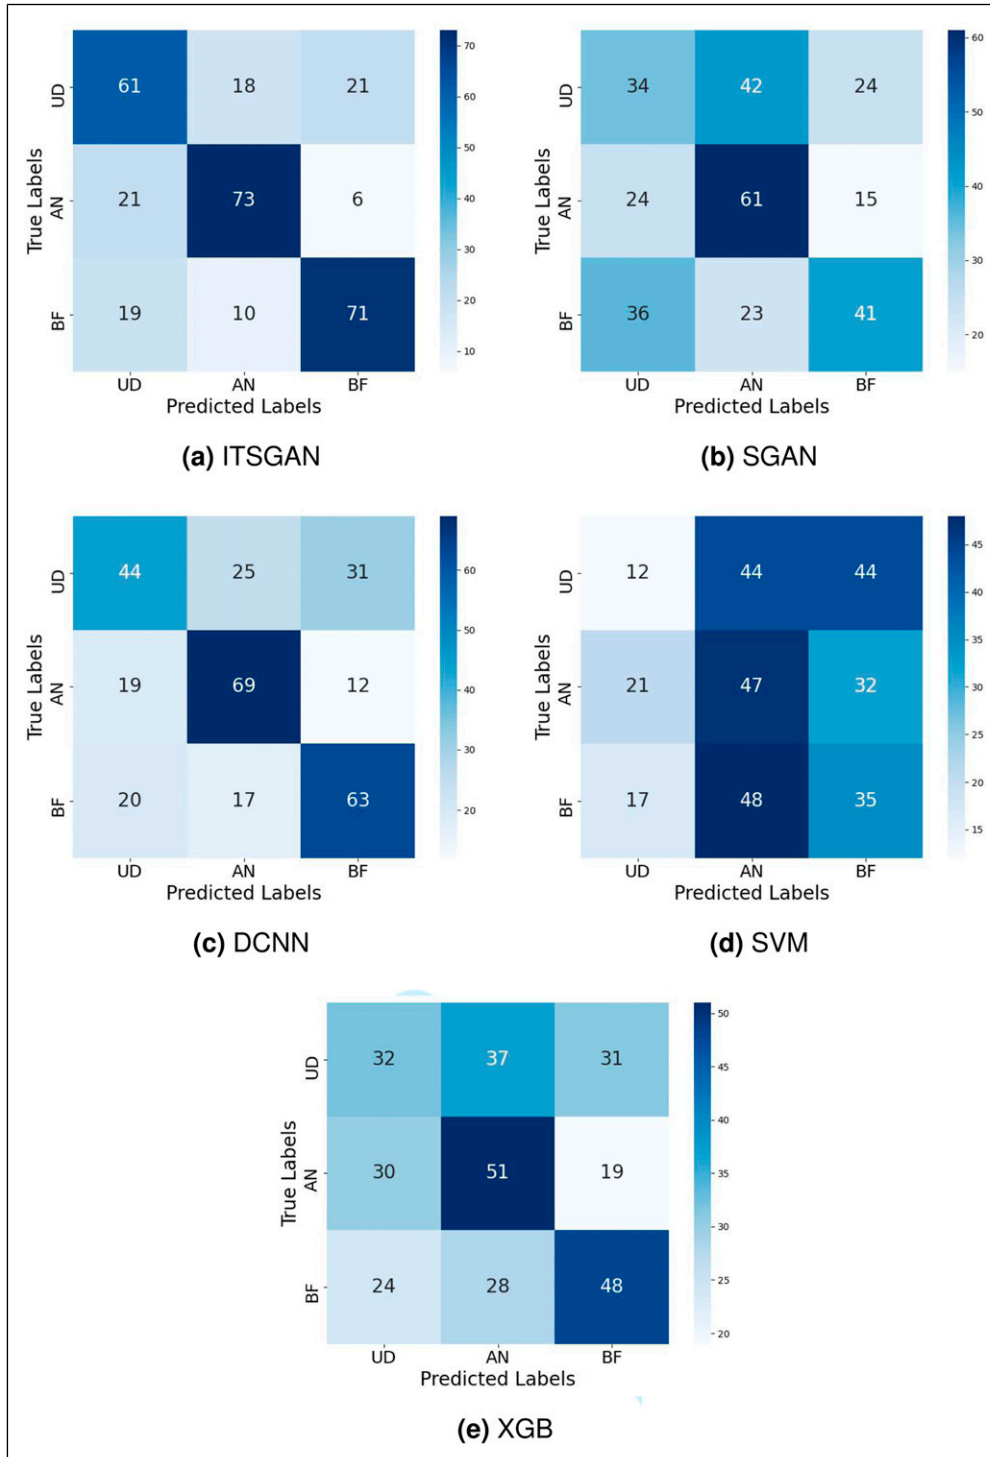 UD 61 18 21
AN 21 73 6
BF 19 10 71
UD AN BF
True Labels
Predicted Labels
70
60
50
40
30
20
10
(a) ITSGAN
UD 34 42 24
AN 24 61 15
BF 36 23 41
UD AN BF
True Labels
Predicted Labels
60
50
40
30
20
(b) SGAN
UD 44 25 31
AN 19 69 12
BF 20 17 63
UD AN BF
True Labels
Predicted Labels
60
50
40
30
20
(c) DCNN
UD 12 44 44
AN 21 47 32
BF 17 48 35
UD AN BF
True Labels
Predicted Labels
45
40
35
30
25
20
15
(d) SVM
UD 32 37 31
AN 30 51 19
BF 24 28 48
UD AN BF
True Labels
Predicted Labels
50
45
40
35
30
25
20
(e) XGB